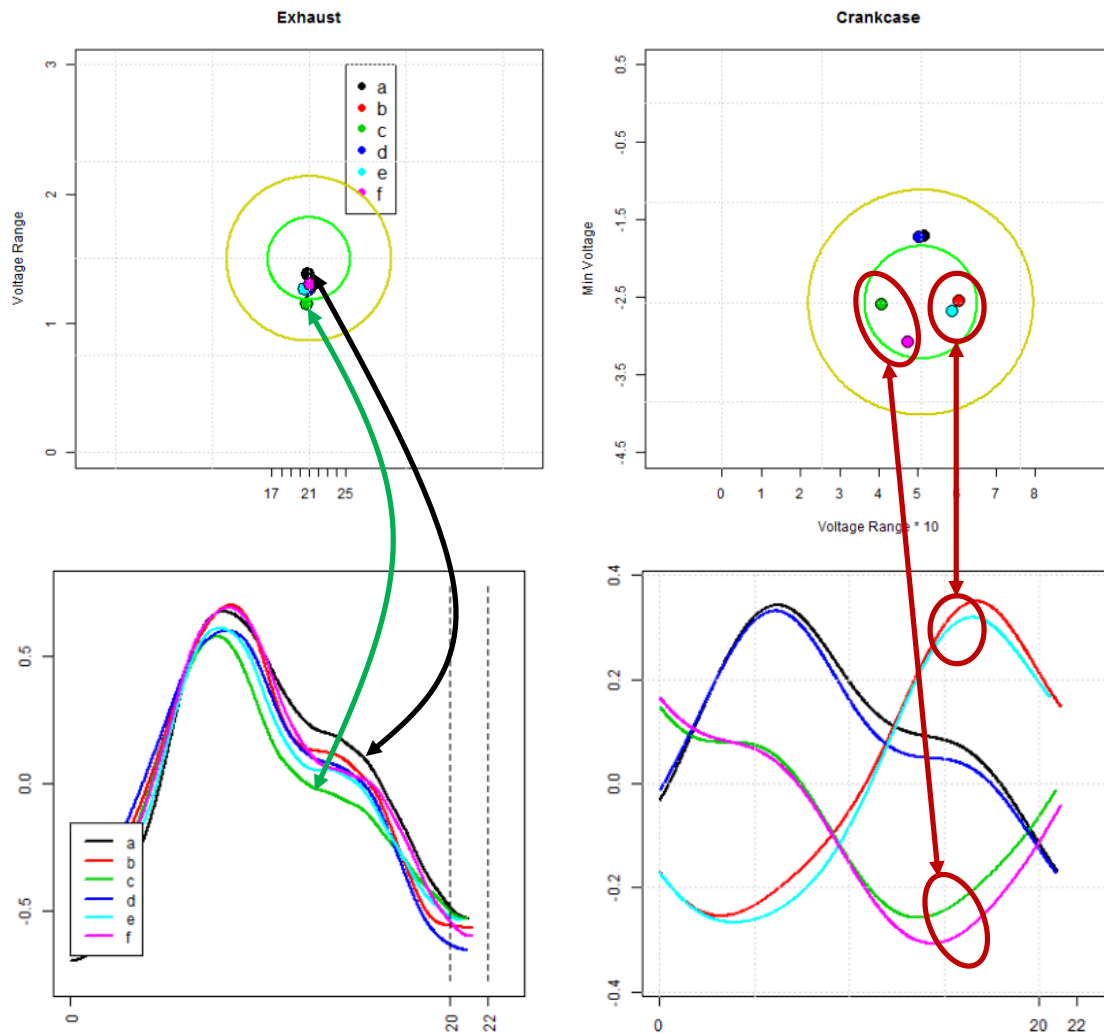 Exhaust
Voltage Range
3
2
1
0
a
b
c
d
e
f
17 21 25
Crankcase
Min Voltage
0.5
-0.5
-1.5
-2.5
-3.5
-4.5
0 1 2 3 4 5 6 7 8
Voltage Range * 10
0.5
0.0
-0.5
a
b
c
d
e
f
0 20 22
0.4
0.2
0.0
-0.2
-0.4
0 20 22